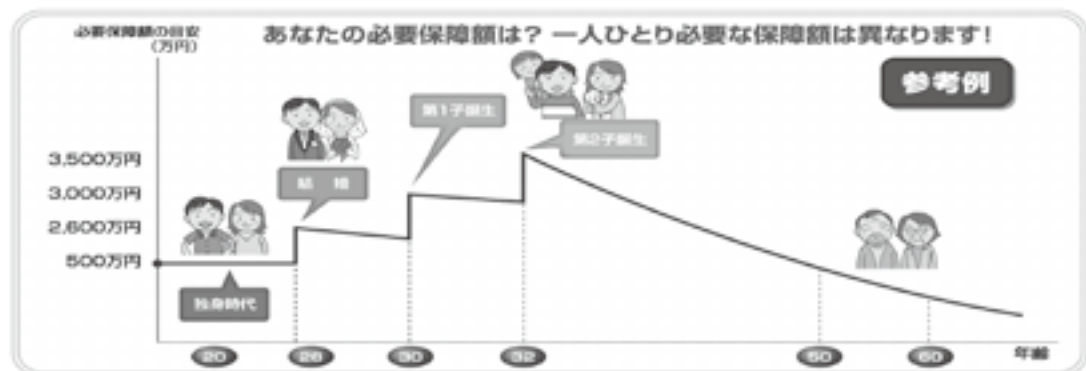 必要保障額の目安
(万円)
あなたの必要保障額は? 一人ひとり必要な保障額は異なります!
参考例
第1子誕生
第2子誕生
結 婚
3,500万円
3,000万円
2,600万円
500万円
独身時代
20
28
30
32
50
60
年齢